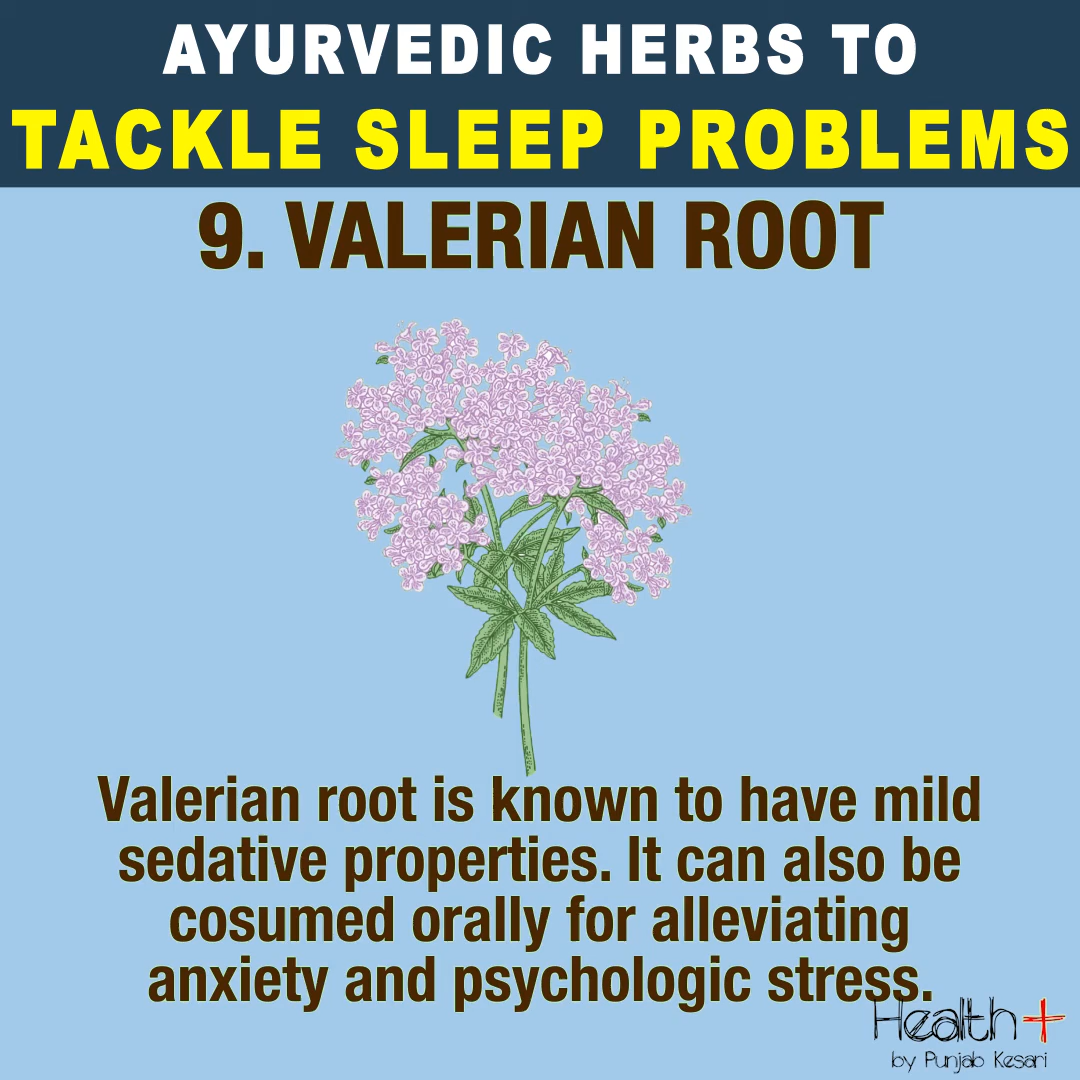 AYURVEDIC HERBS TO
TACKLE SLEEP PROBLEMS
9. VALERIAN ROOT
Valerian root is known to have mild
sedative properties. It can also be
cosumed orally for alleviating
anxiety and psychologic stress.
Health+
by Punjab Kesari